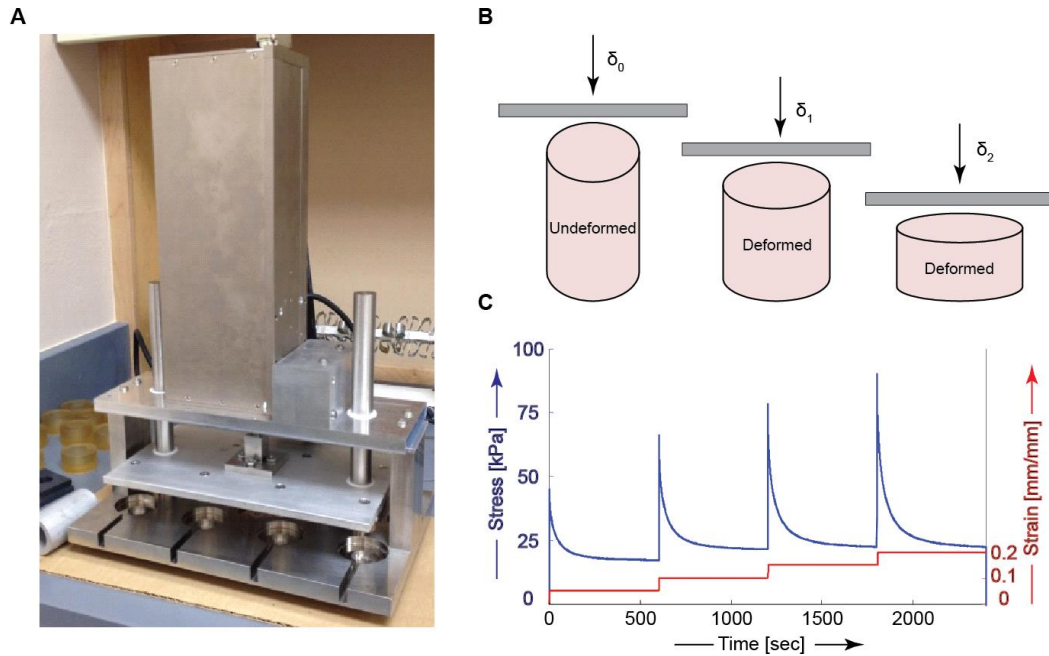 A
B
δ0
δ1
δ2
Undeformed
Deformed
Deformed
C
100
75
50
25
0
Stress [kPa]
0.2
0.1
0
Strain [mm/mm]
0 500 1000 1500 2000
Time [sec]